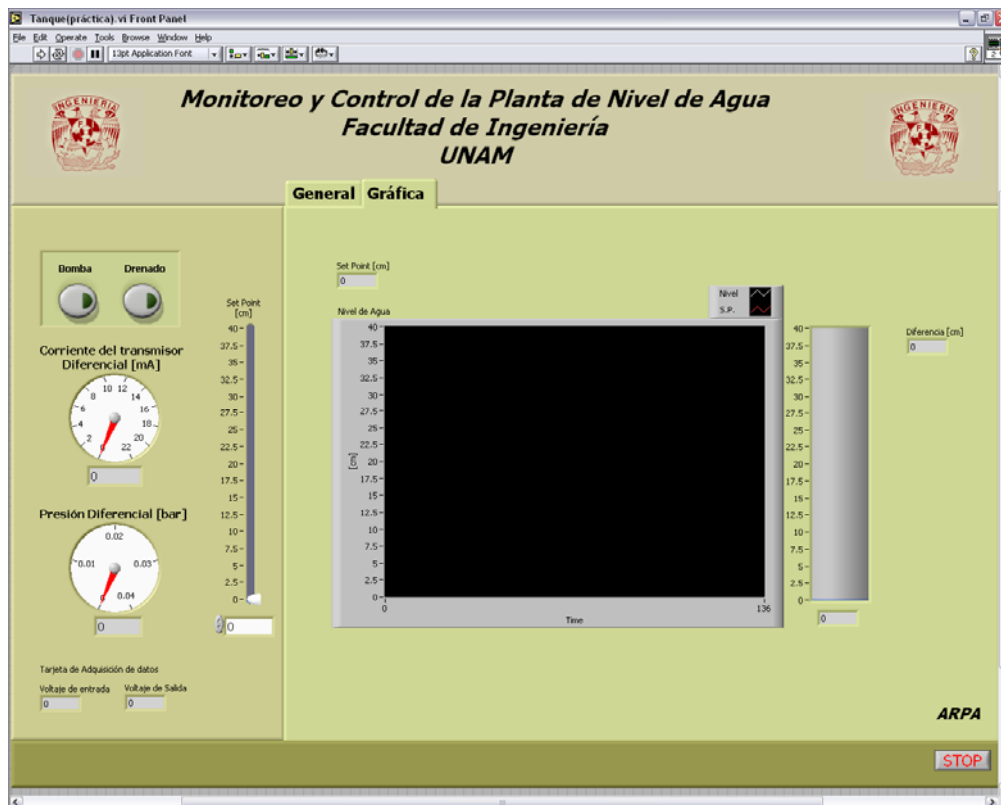 Tanque(práctica).vi Front Panel
File Edit Operate Tools Browse Window Help
13pt Application Font
INGENIERIA
INGENIERIA
Monitoreo y Control de la Planta de Nivel de Agua
Facultad de Ingeniería
UNAM
General Gráfica
Bomba Drenado
Corriente del transmisor
Diferencial [mA]
0 2 4 6 8 10 12 14 16 18 20 22
0
Presión Diferencial [bar]
0 0.01 0.02 0.03 0.04
0
Tarjeta de Adquisición de datos
Voltaje de entrada Voltaje de Salida
0 0
Set Point
[cm]
40
37.5
35
32.5
30
27.5
25
22.5
20
17.5
15
12.5
10
7.5
5
2.5
0
0
Set Point [cm]
0
Nivel de Agua
Nivel
S.P.
[cm]
40
37.5
35
32.5
30
27.5
25
22.5
20
17.5
15
12.5
10
7.5
5
2.5
0
0 136
Time
40
37.5
35
32.5
30
27.5
25
22.5
20
17.5
15
12.5
10
7.5
5
2.5
0
0
Diferencia [cm]
0
ARPA
STOP